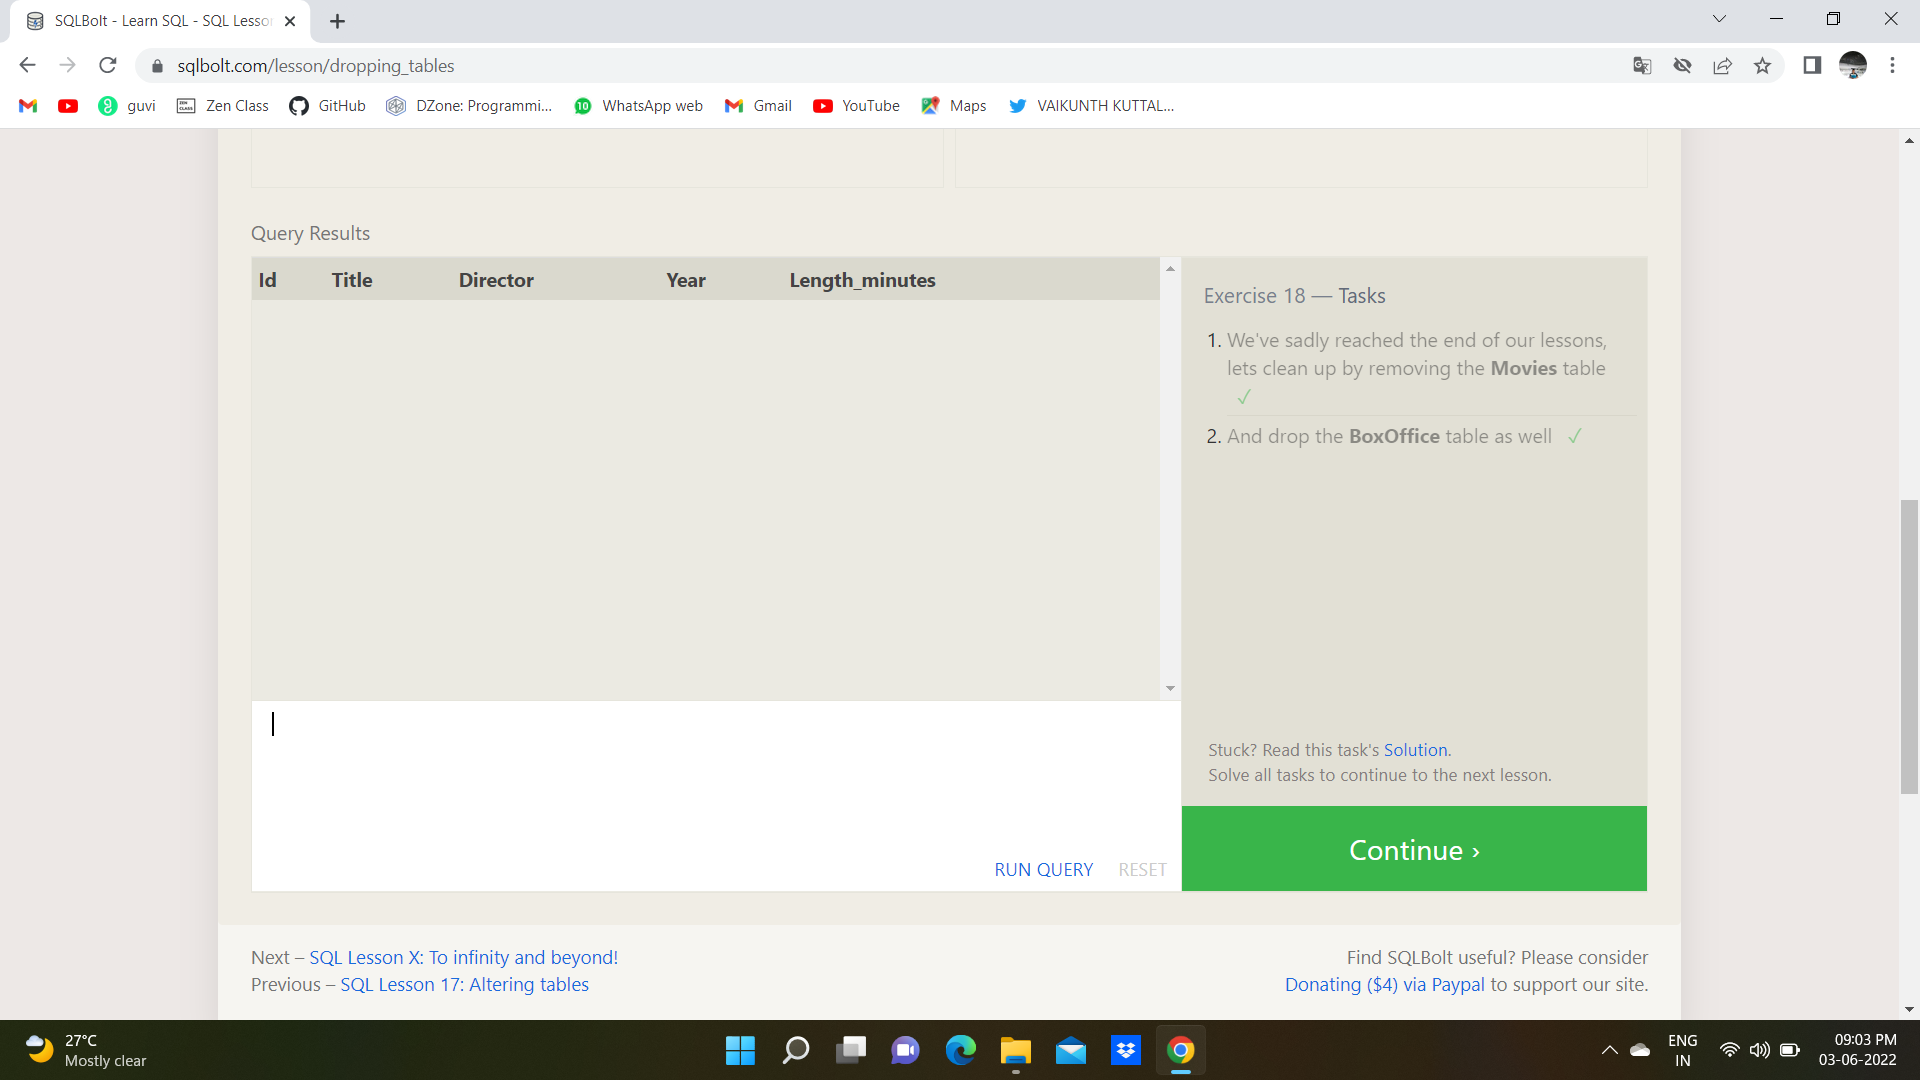 SQLBolt - Learn SQL - SQL Lesso
sqlbolt.com/lesson/dropping_tables
guvi
Zen Class
GitHub
DZone: Programmi...
WhatsApp web
Gmail
YouTube
Maps
VAIKUNTH KUTTAL...
Query Results
Id Title Director Year Length_minutes
Exercise 18 — Tasks
1. We've sadly reached the end of our lessons,
lets clean up by removing the Movies table
✓
2. And drop the BoxOffice table as well ✓
Stuck? Read this task's Solution.
Solve all tasks to continue to the next lesson.
RUN QUERY RESET
Continue ›
Next – SQL Lesson X: To infinity and beyond!
Previous – SQL Lesson 17: Altering tables
Find SQLBolt useful? Please consider
Donating ($4) via Paypal to support our site.
27°C
Mostly clear
ENG
IN
09:03 PM
03-06-2022